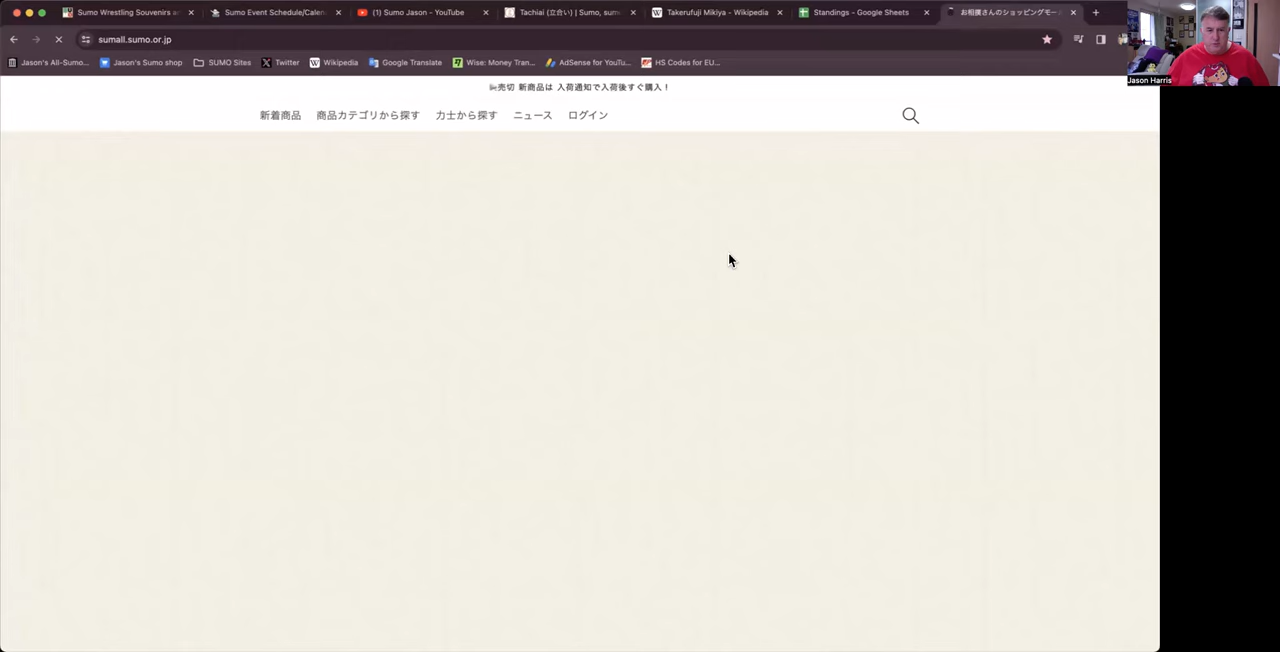 Sumo Wrestling Souvenirs a
Sumo Event Schedule/Calen
(1) Sumo Jason - YouTube
Tachiai (立合い) | Sumo, sum
Takerufuji Mikiya - Wikipedia
Standings - Google Sheets
お相撲さんのショッピングモー
sumall.sumo.or.jp
Jason's All-Sumo...
Jason's Sumo shop
SUMO Sites
Twitter
Wikipedia
Google Translate
Wise: Money Tran...
AdSense for YouTu...
HS Codes for EU...
Jason Harris
売切 新商品は 入荷通知で入荷後すぐ購入！
新着商品 商品カテゴリから探す 力士から探す ニュース ログイン